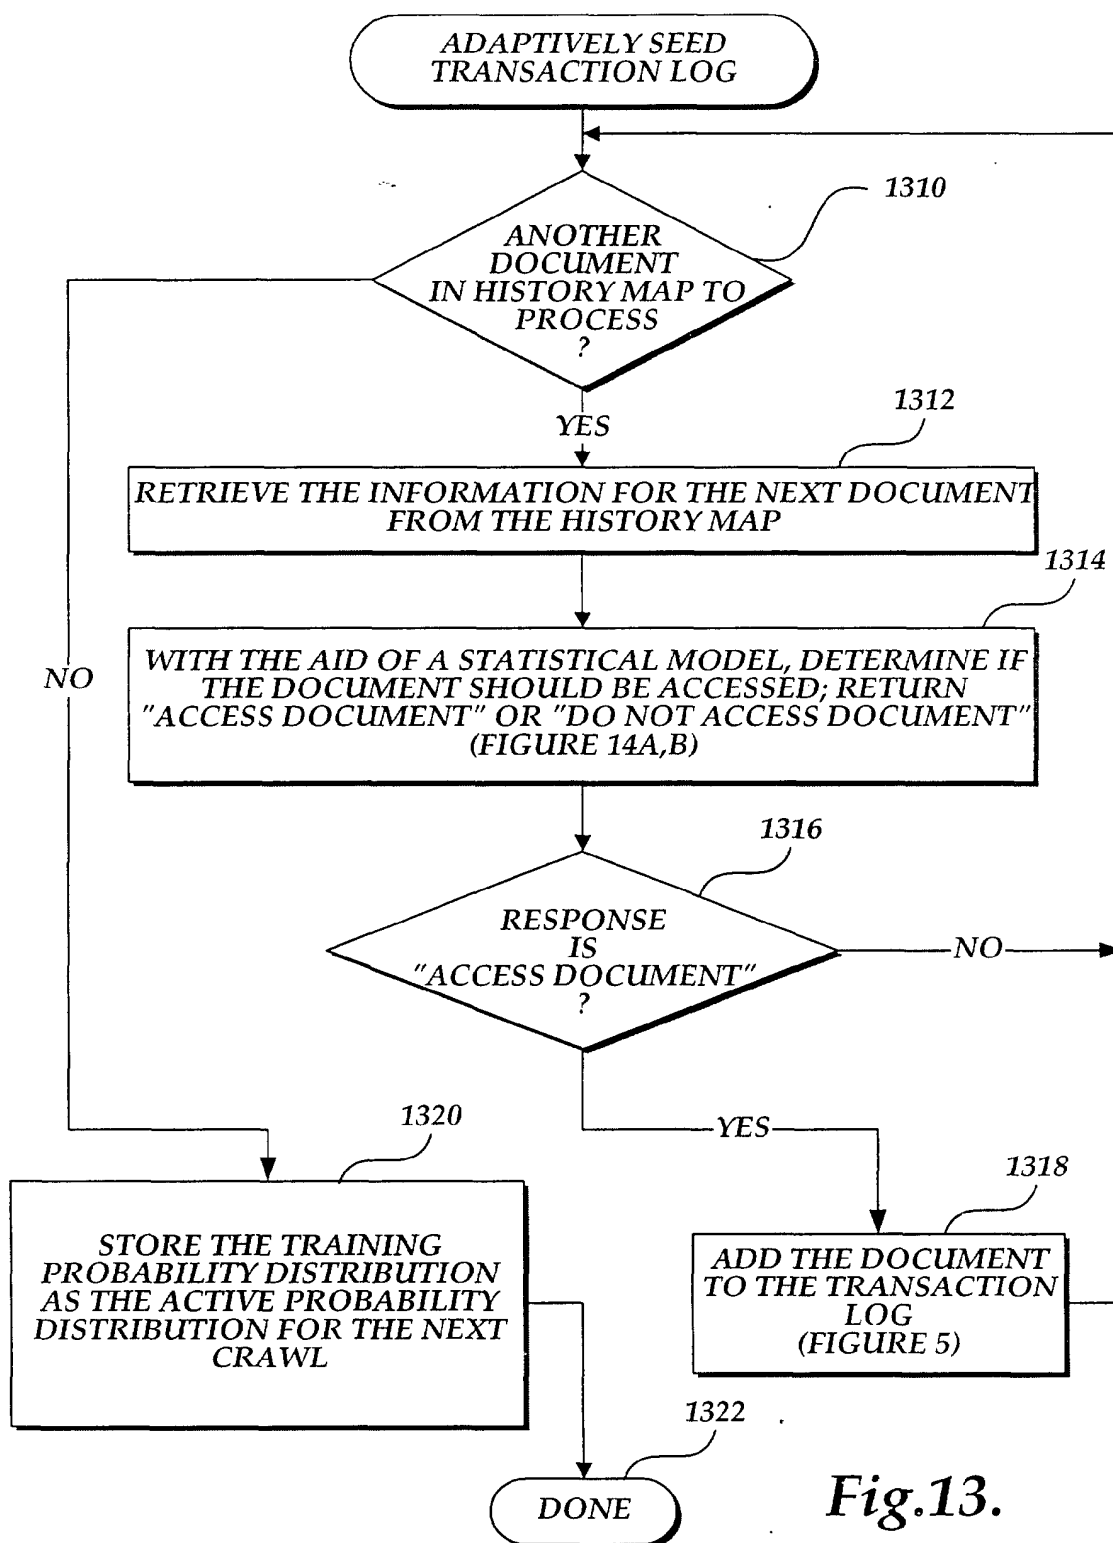 ADAPTIVELY SEED
TRANSACTION LOG
1310
ANOTHER
DOCUMENT
IN HISTORY MAP TO
PROCESS
?
YES
1312
RETRIEVE THE INFORMATION FOR THE NEXT DOCUMENT
FROM THE HISTORY MAP
1314
WITH THE AID OF A STATISTICAL MODEL, DETERMINE IF
THE DOCUMENT SHOULD BE ACCESSED; RETURN
"ACCESS DOCUMENT" OR "DO NOT ACCESS DOCUMENT"
(FIGURE 14A,B)
NO
1316
RESPONSE
IS
"ACCESS DOCUMENT"
?
NO
YES
1320
STORE THE TRAINING
PROBABILITY DISTRIBUTION
AS THE ACTIVE PROBABILITY
DISTRIBUTION FOR THE NEXT
CRAWL
1318
ADD THE DOCUMENT
TO THE TRANSACTION
LOG
(FIGURE 5)
1322
DONE
Fig.13.